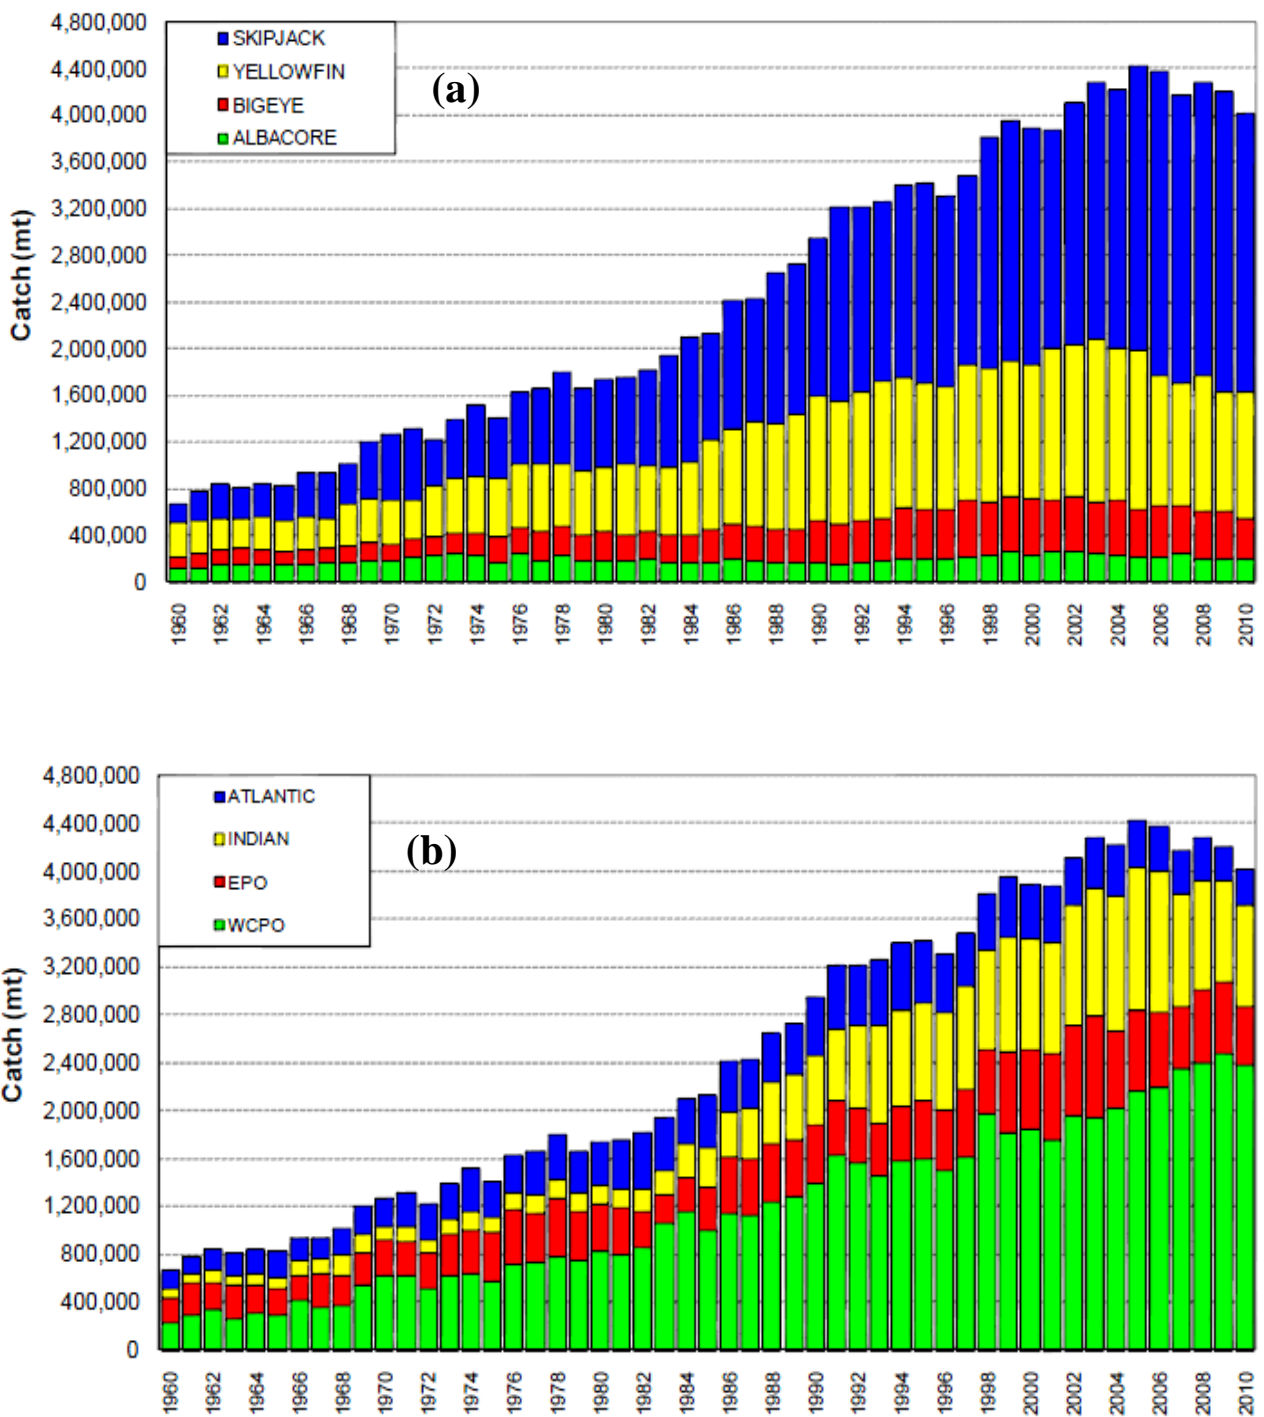 4,800,000
4,400,000
4,000,000
3,600,000
3,200,000
2,800,000
2,400,000
2,000,000
1,600,000
1,200,000
800,000
400,000
0
Catch (mt)
SKIPJACK
YELLOWFIN
BIGEYE
ALBACORE
(a)
1960 1962 1964 1966 1968 1970 1972 1974 1976 1978 1980 1982 1984 1986 1988 1990 1992 1994 1996 1998 2000 2002 2004 2006 2008 2010
4,800,000
4,400,000
4,000,000
3,600,000
3,200,000
2,800,000
2,400,000
2,000,000
1,600,000
1,200,000
800,000
400,000
0
Catch (mt)
ATLANTIC
INDIAN
EPO
WCPO
(b)
1960 1962 1964 1966 1968 1970 1972 1974 1976 1978 1980 1982 1984 1986 1988 1990 1992 1994 1996 1998 2000 2002 2004 2006 2008 2010